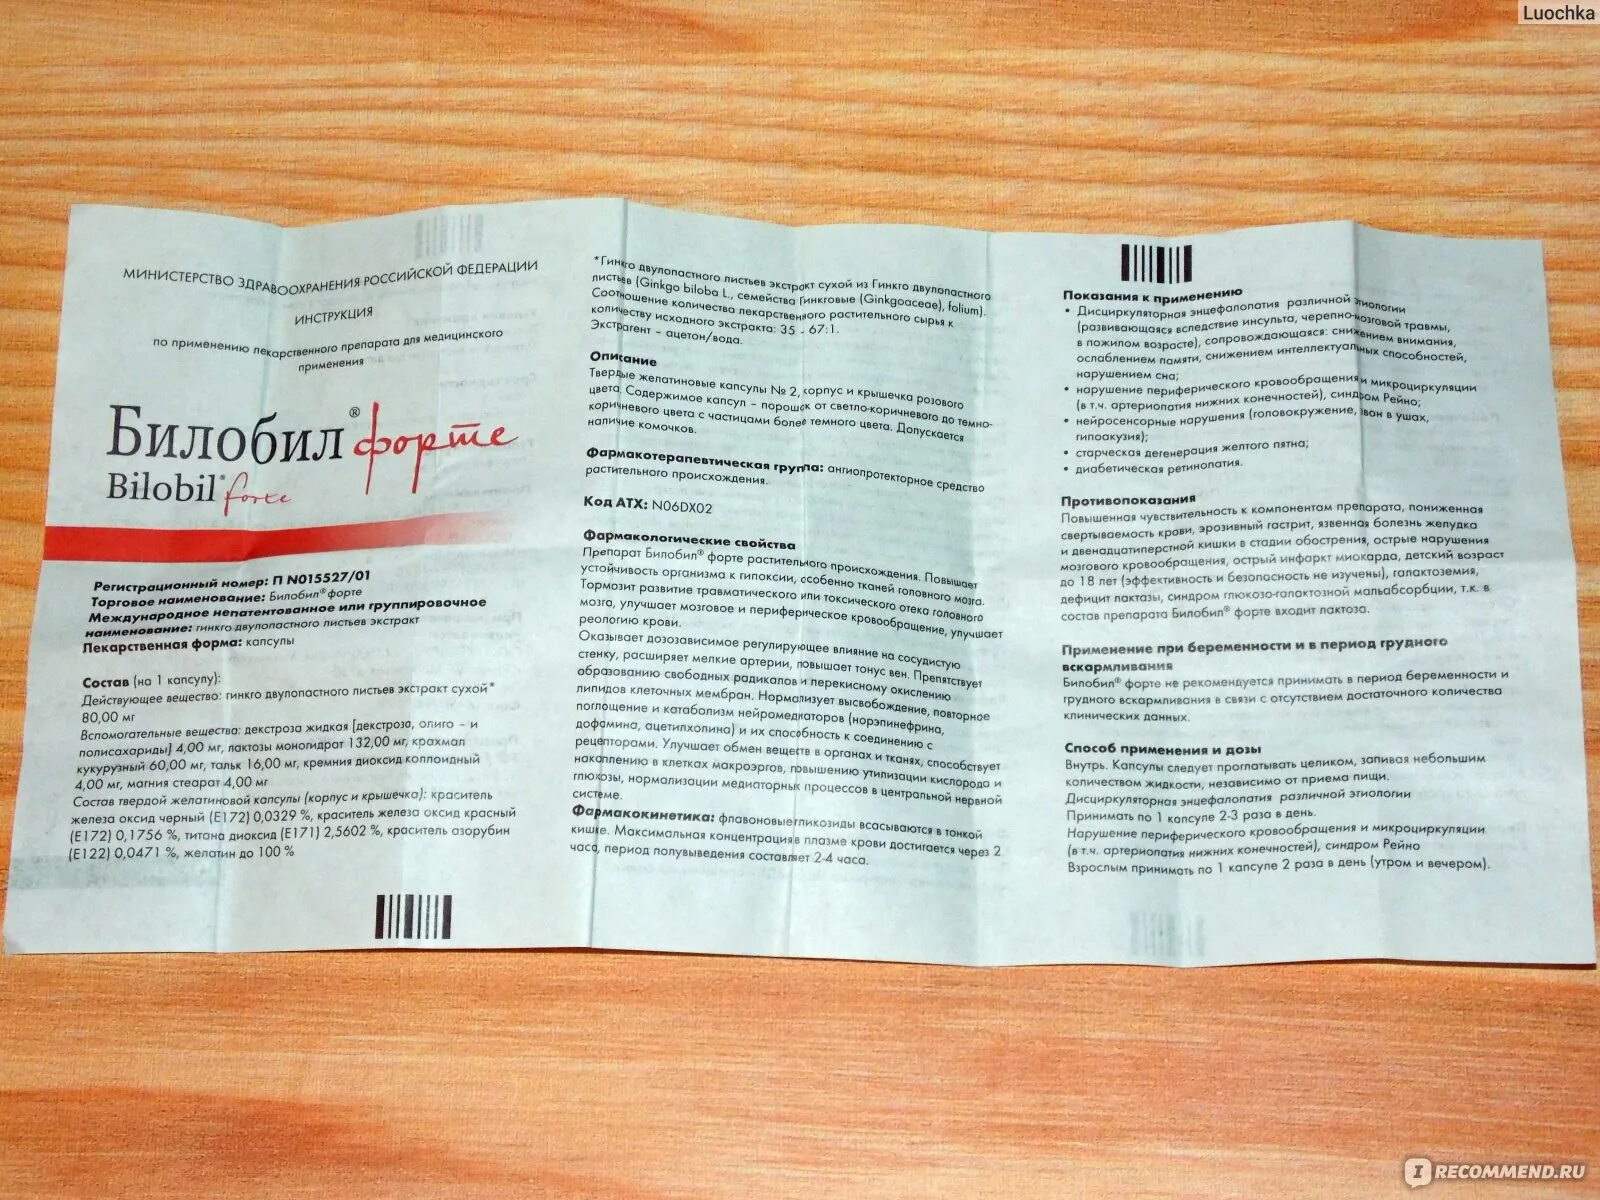 Luochka
МИНИСТЕРСТВО ЗДРАВООХРАНЕНИЯ РОССИЙСКОЙ ФЕДЕРАЦИИ
ИНСТРУКЦИЯ
по применению лекарственного препарата для медицинского
применения
Билобил® форте
Bilobil® forte
Регистрационный номер: П N015527/01
Торговое наименование: Билобил® форте
Международное непатентованное или группировочное
наименование: гинкго двулопастного листьев экстракт
Лекарственная форма: капсулы
Состав (на 1 капсулу):
Действующее вещество: гинкго двулопастного листьев экстракт сухой*
80,00 мг
Вспомогательные вещества: декстроза жидкая [декстроза, олиго – и
полисахариды] 4,00 мг, лактозы моногидрат 132,00 мг, крахмал
кукурузный 60,00 мг, тальк 16,00 мг, кремния диоксид коллоидный
4,00 мг, магния стеарат 4,00 мг
Состав твердой желатиновой капсулы (корпус и крышечка): краситель
железа оксид черный (E172) 0,0329 %, краситель железа оксид красный
(E172) 0,1756 %, титана диоксид (E171) 2,5602 %, краситель азорубин
(E122) 0,0471 %, желатин до 100 %
*Гинкго двулопастного листьев экстракт сухой из Гинкго двулопастного
листьев (Ginkgo biloba L., семейства Гинкговые (Ginkgoaceae), folium).
Соотношение количества лекарственного растительного сырья к
количеству исходного экстракта: 35 - 67:1.
Экстрагент – ацетон/вода.
Описание
Твердые желатиновые капсулы № 2, корпус и крышечка розового
цвета. Содержимое капсул – порошок от светло-коричневого до темно-
коричневого цвета с частицами более темного цвета. Допускается
наличие комочков.
Фармакотерапевтическая группа: ангиопротекторное средство
растительного происхождения.
Код АТХ: N06DX02
Фармакологические свойства
Препарат Билобил® форте растительного происхождения. Повышает
устойчивость организма к гипоксии, особенно тканей головного мозга.
Тормозит развитие травматического или токсического отека головного
мозга, улучшает мозговое и периферическое кровообращение, улучшает
реологию крови.
Оказывает дозозависимое регулирующее влияние на сосудистую
стенку, расширяет мелкие артерии, повышает тонус вен. Препятствует
образованию свободных радикалов и перекисному окислению
липидов клеточных мембран. Нормализует высвобождение, повторное
поглощение и катаболизм нейромедиаторов (норэпинефрина,
дофамина, ацетилхолина) и их способность к соединению с
рецепторами. Улучшает обмен веществ в органах и тканях, способствует
накоплению в клетках макроэргов, повышению утилизации кислорода и
глюкозы, нормализации медиаторных процессов в центральной нервной
системе.
Фармакокинетика: флавоновые гликозиды всасываются в тонкой
кишке. Максимальная концентрация в плазме крови достигается через 2
часа, период полувыведения составляет 2-4 часа.
Показания к применению
• Дисциркуляторная энцефалопатия различной этиологии
(развивающаяся вследствие инсульта, черепно-мозговой травмы,
в пожилом возрасте), сопровождающаяся: снижением внимания,
ослаблением памяти, снижением интеллектуальных способностей,
нарушением сна;
• нарушение периферического кровообращения и микроциркуляции
(в т.ч. артериопатия нижних конечностей), синдром Рейно;
• нейросенсорные нарушения (головокружение, звон в ушах,
гипоакузия);
• старческая дегенерация желтого пятна;
• диабетическая ретинопатия.
Противопоказания
Повышенная чувствительность к компонентам препарата, пониженная
свертываемость крови, эрозивный гастрит, язвенная болезнь желудка
и двенадцатиперстной кишки в стадии обострения, острые нарушения
мозгового кровообращения, острый инфаркт миокарда, детский возраст
до 18 лет (эффективность и безопасность не изучены), галактоземия,
дефицит лактазы, синдром глюкозо-галактозной мальабсорбции, т.к. в
состав препарата Билобил® форте входит лактоза.
Применение при беременности и в период грудного
вскармливания
Билобил® форте не рекомендуется принимать в период беременности и
грудного вскармливания в связи с отсутствием достаточного количества
клинических данных.
Способ применения и дозы
Внутрь. Капсулы следует проглатывать целиком, запивая небольшим
количеством жидкости, независимо от приема пищи.
Дисциркуляторная энцефалопатия различной этиологии
Принимать по 1 капсуле 2-3 раза в день.
Нарушение периферического кровообращения и микроциркуляции
(в т.ч. артериопатия нижних конечностей), синдром Рейно
Взрослым принимать по 1 капсуле 2 раза в день (утром и вечером).
IRECOMMEND.RU